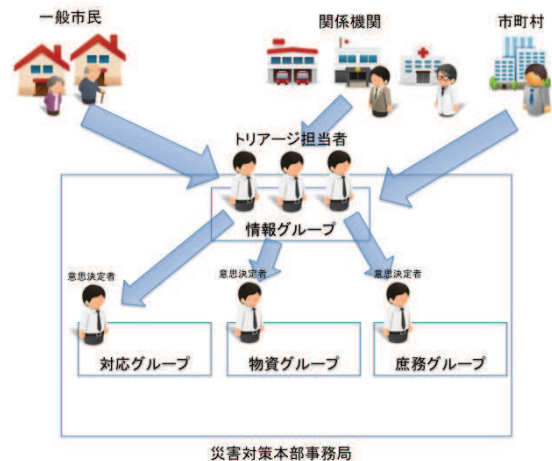 一般市民
関係機関
市町村
トリアージ担当者
情報グループ
意思決定者
意思決定者
意思決定者
対応グループ
物資グループ
庶務グループ
災害対策本部事務局